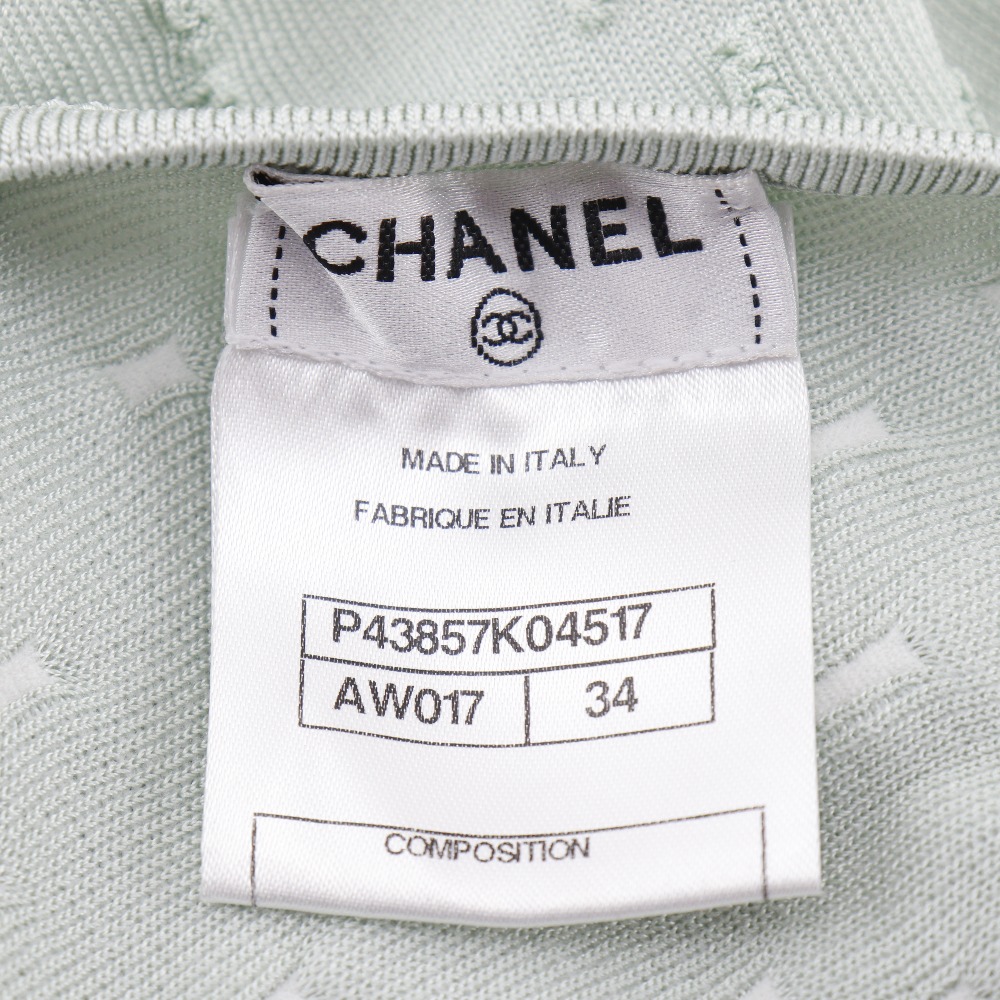 CHANEL
MADE IN ITALY
FABRIQUE EN ITALIE
P43857K04517
AW017 34
COMPOSITION